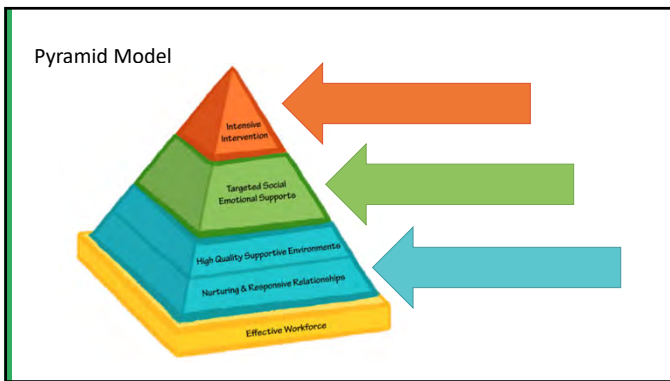 Pyramid Model
Intensive
Intervention
Targeted Social
Emotional Supports
High Quality Supportive Environments
Nurturing & Responsive Relationships
Effective Workforce